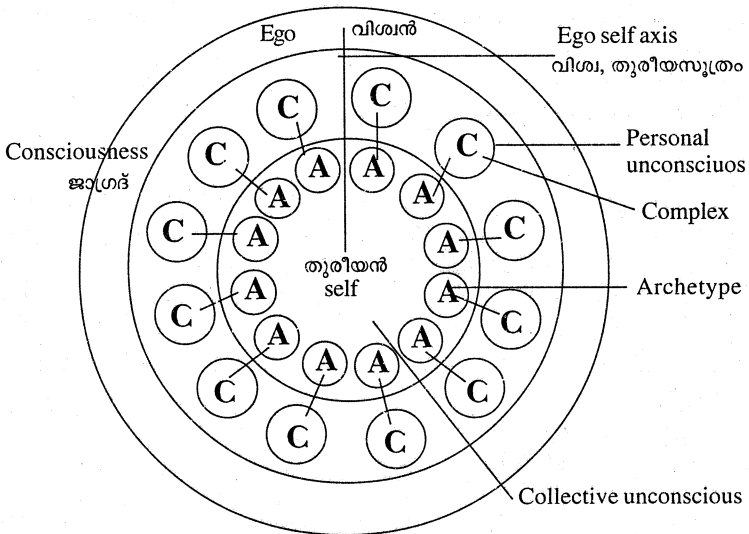 Ego
വിശ്വൻ
Ego self axis
വിശ്വ, തുരീയസൂത്രം
C
C
C
C
Personal
unconsciuos
Consciousness
ജാഗ്രദ്
A
A
A
A
Complex
C
A
A
C
തുരീയൻ
self
A
A
Archetype
C
C
A
A
A
A
C
C
C
C
Collective unconscious